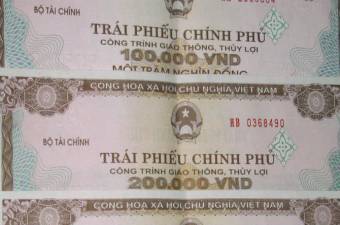 BỘ TÀI CHÍNH
TRÁI PHIẾU CHÍNH PHỦ
CÔNG TRÌNH GIAO THÔNG, THỦY LỢI
100.000 VND
MỘT TRĂM NGHÌN ĐỒNG
CỘNG HÒA XÃ HỘI CHỦ NGHĨA VIỆT NAM
RB 0368490
BỘ TÀI CHÍNH
TRÁI PHIẾU CHÍNH PHỦ
CÔNG TRÌNH GIAO THÔNG, THỦY LỢI
200.000 VND
CỘNG HÒA XÃ HỘI CHỦ NGHĨA VIỆT NAM